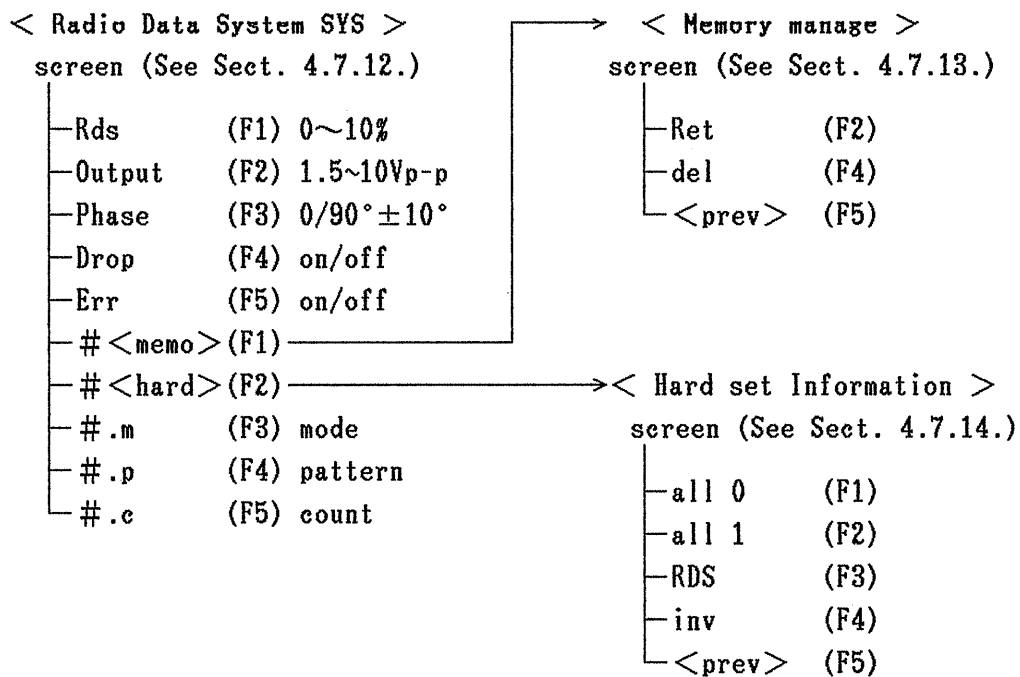 < Radio Data System SYS >
screen (See Sect. 4.7.12.)
Rds (F1) 0～10%
Output (F2) 1.5~10Vp-p
Phase (F3) 0/90°±10°
Drop (F4) on/off
Err (F5) on/off
#<memo>(F1)
#<hard>(F2)
#.m (F3) mode
#.p (F4) pattern
#.c (F5) count
< Memory manage >
screen (See Sect. 4.7.13.)
Ret (F2)
del (F4)
<prev> (F5)
< Hard set Information >
screen (See Sect. 4.7.14.)
all 0 (F1)
all 1 (F2)
RDS (F3)
inv (F4)
<prev> (F5)